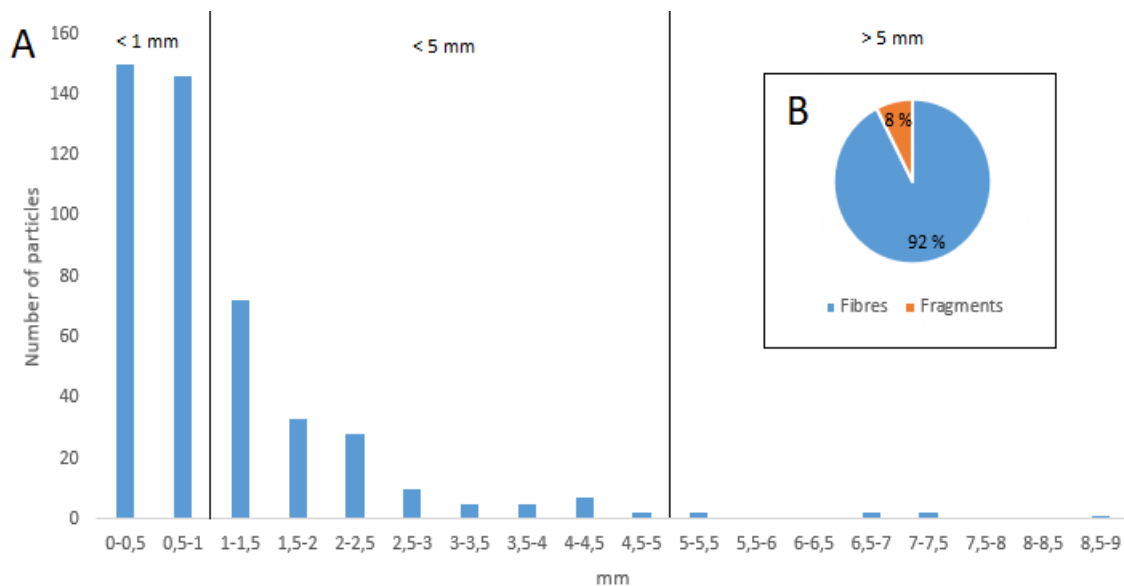 A
< 1 mm
< 5 mm
> 5 mm
160
140
120
100
80
60
40
20
0
Number of particles
0-0,5 0,5-1 1-1,5 1,5-2 2-2,5 2,5-3 3-3,5 3,5-4 4-4,5 4,5-5 5-5,5 5,5-6 6-6,5 6,5-7 7-7,5 7,5-8 8-8,5 8,5-9
mm
B
8 %
92 %
Fibres Fragments